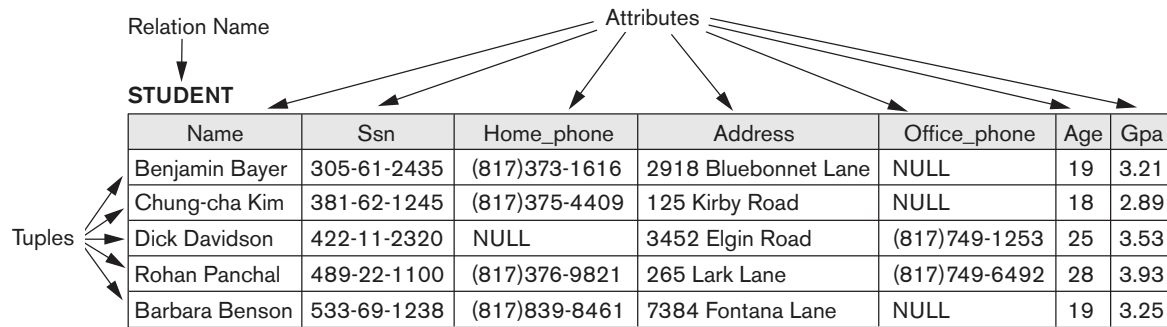 Relation Name
Attributes
STUDENT
Name Ssn Home_phone Address Office_phone Age Gpa
Benjamin Bayer 305-61-2435 (817)373-1616 2918 Bluebonnet Lane NULL 19 3.21
Chung-cha Kim 381-62-1245 (817)375-4409 125 Kirby Road NULL 18 2.89
Tuples Dick Davidson 422-11-2320 NULL 3452 Elgin Road (817)749-1253 25 3.53
Rohan Panchal 489-22-1100 (817)376-9821 265 Lark Lane (817)749-6492 28 3.93
Barbara Benson 533-69-1238 (817)839-8461 7384 Fontana Lane NULL 19 3.25